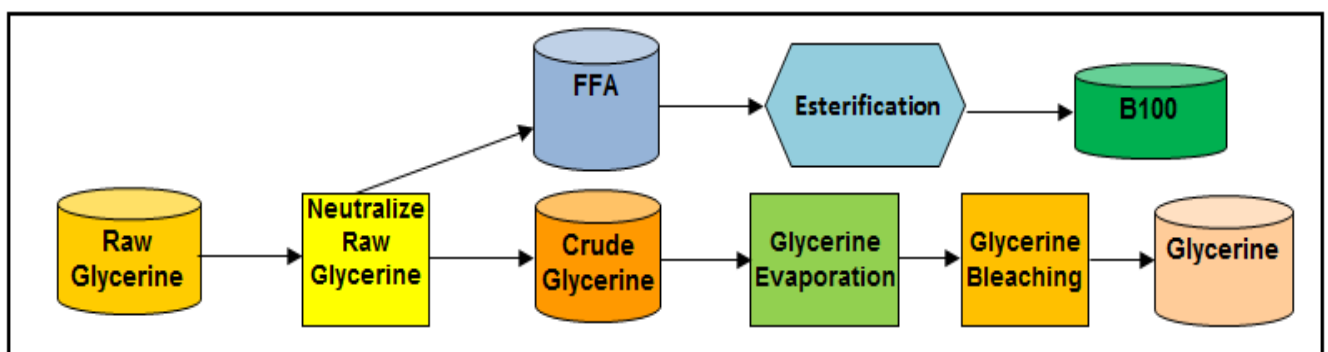 FFA
Esterification
B100
Raw
Glycerine
Neutralize
Raw
Glycerine
Crude
Glycerine
Glycerine
Evaporation
Glycerine
Bleaching
Glycerine